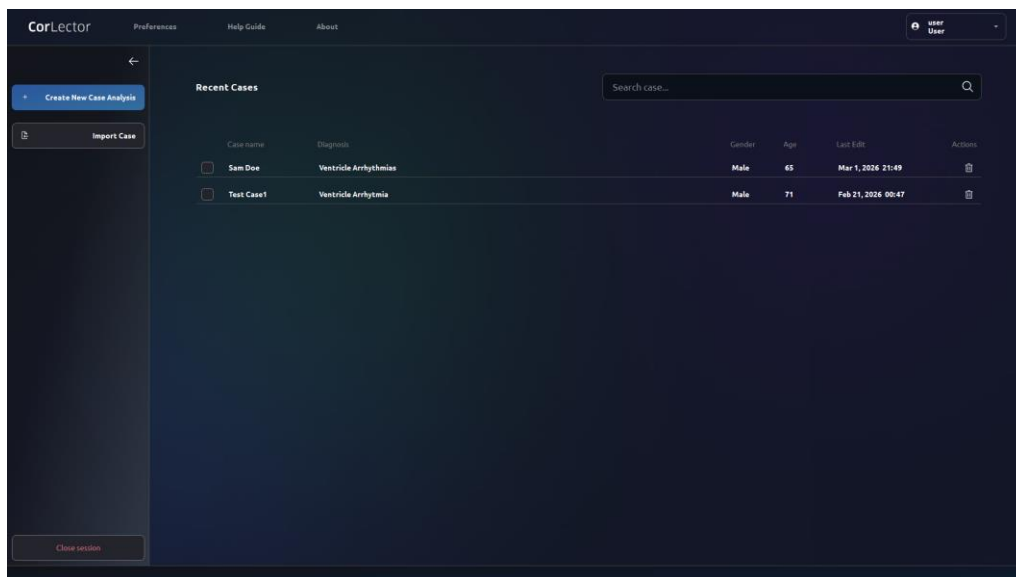 CorLector
Preferences
Help Guide
About
user
User
Create New Case Analysis
Import Case
Recent Cases
Search case...
Case name Diagnosis Gender Age Last Edit Actions
Sam Doe Ventricle Arrhythmias Male 65 Mar 1, 2026 21:49
Test Case1 Ventricle Arrhytmia Male 71 Feb 21, 2026 00:47
Close session